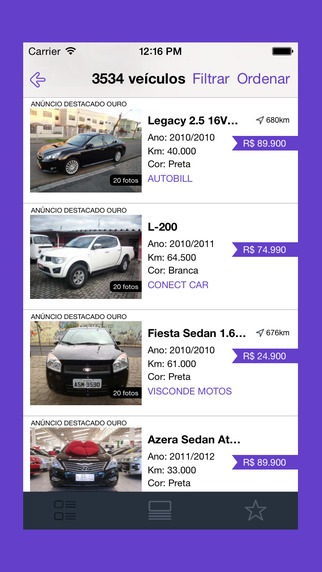 Carrier 12:16 PM
3534 veículos Filtrar Ordenar
ANÚNCIO DESTACADO OURO
Legacy 2.5 16V... 680km
Ano: 2010/2010
R$ 89.900
Km: 40.000
Cor: Preta
20 fotos
AUTOBILL
ANÚNCIO DESTACADO OURO
L-200
Ano: 2010/2011
R$ 74.990
Km: 64.500
Cor: Branca
20 fotos
CONECT CAR
ANÚNCIO DESTACADO OURO
Fiesta Sedan 1.6... 676km
Ano: 2010/2010
R$ 24.900
Km: 61.000
Cor: Preta
ASM-3530
20 fotos
VISCONDE MOTOS
ANÚNCIO DESTACADO OURO
Azera Sedan At...
Ano: 2011/2012
R$ 89.900
Km: 33.000
Cor: Preta